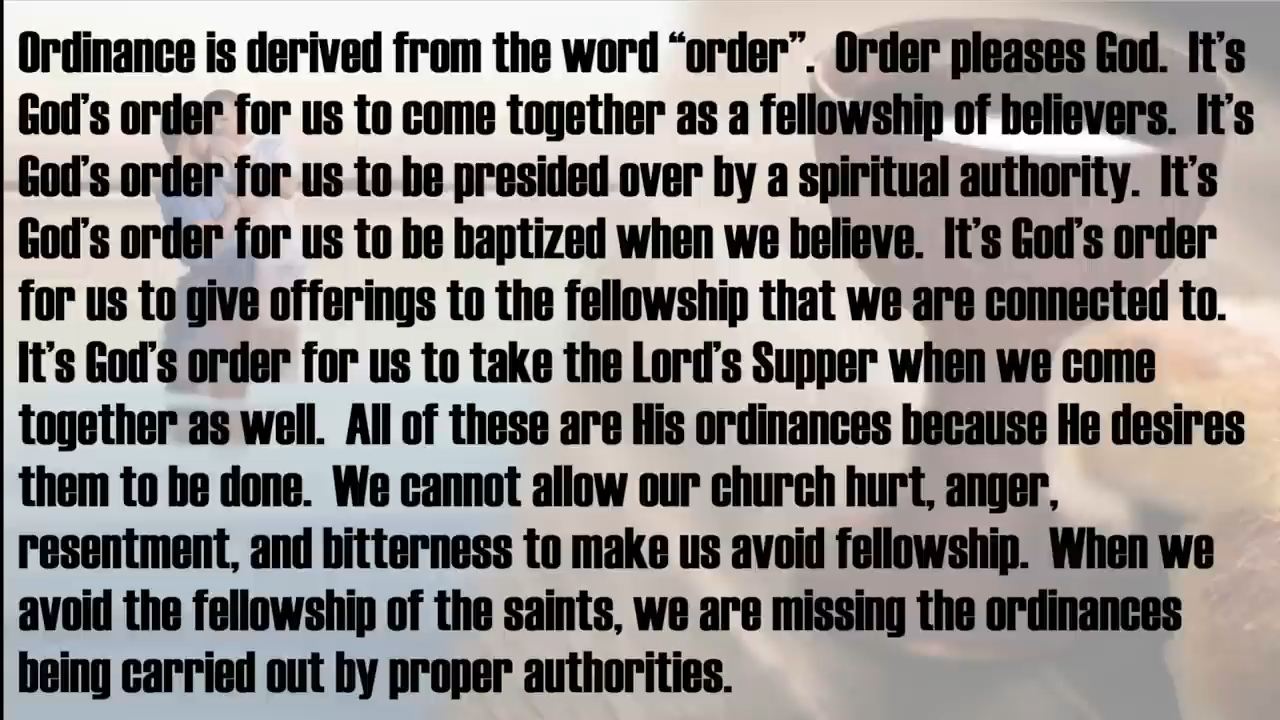 Ordinance is derived from the word “order”.  Order pleases God.  It’s
God’s order for us to come together as a fellowship of believers.  It’s
God’s order for us to be presided over by a spiritual authority.  It’s
God’s order for us to be baptized when we believe.  It’s God’s order
for us to give offerings to the fellowship that we are connected to.
It’s God’s order for us to take the Lord’s Supper when we come
together as well.  All of these are His ordinances because He desires
them to be done.  We cannot allow our church hurt, anger,
resentment, and bitterness to make us avoid fellowship.  When we
avoid the fellowship of the saints, we are missing the ordinances
being carried out by proper authorities.